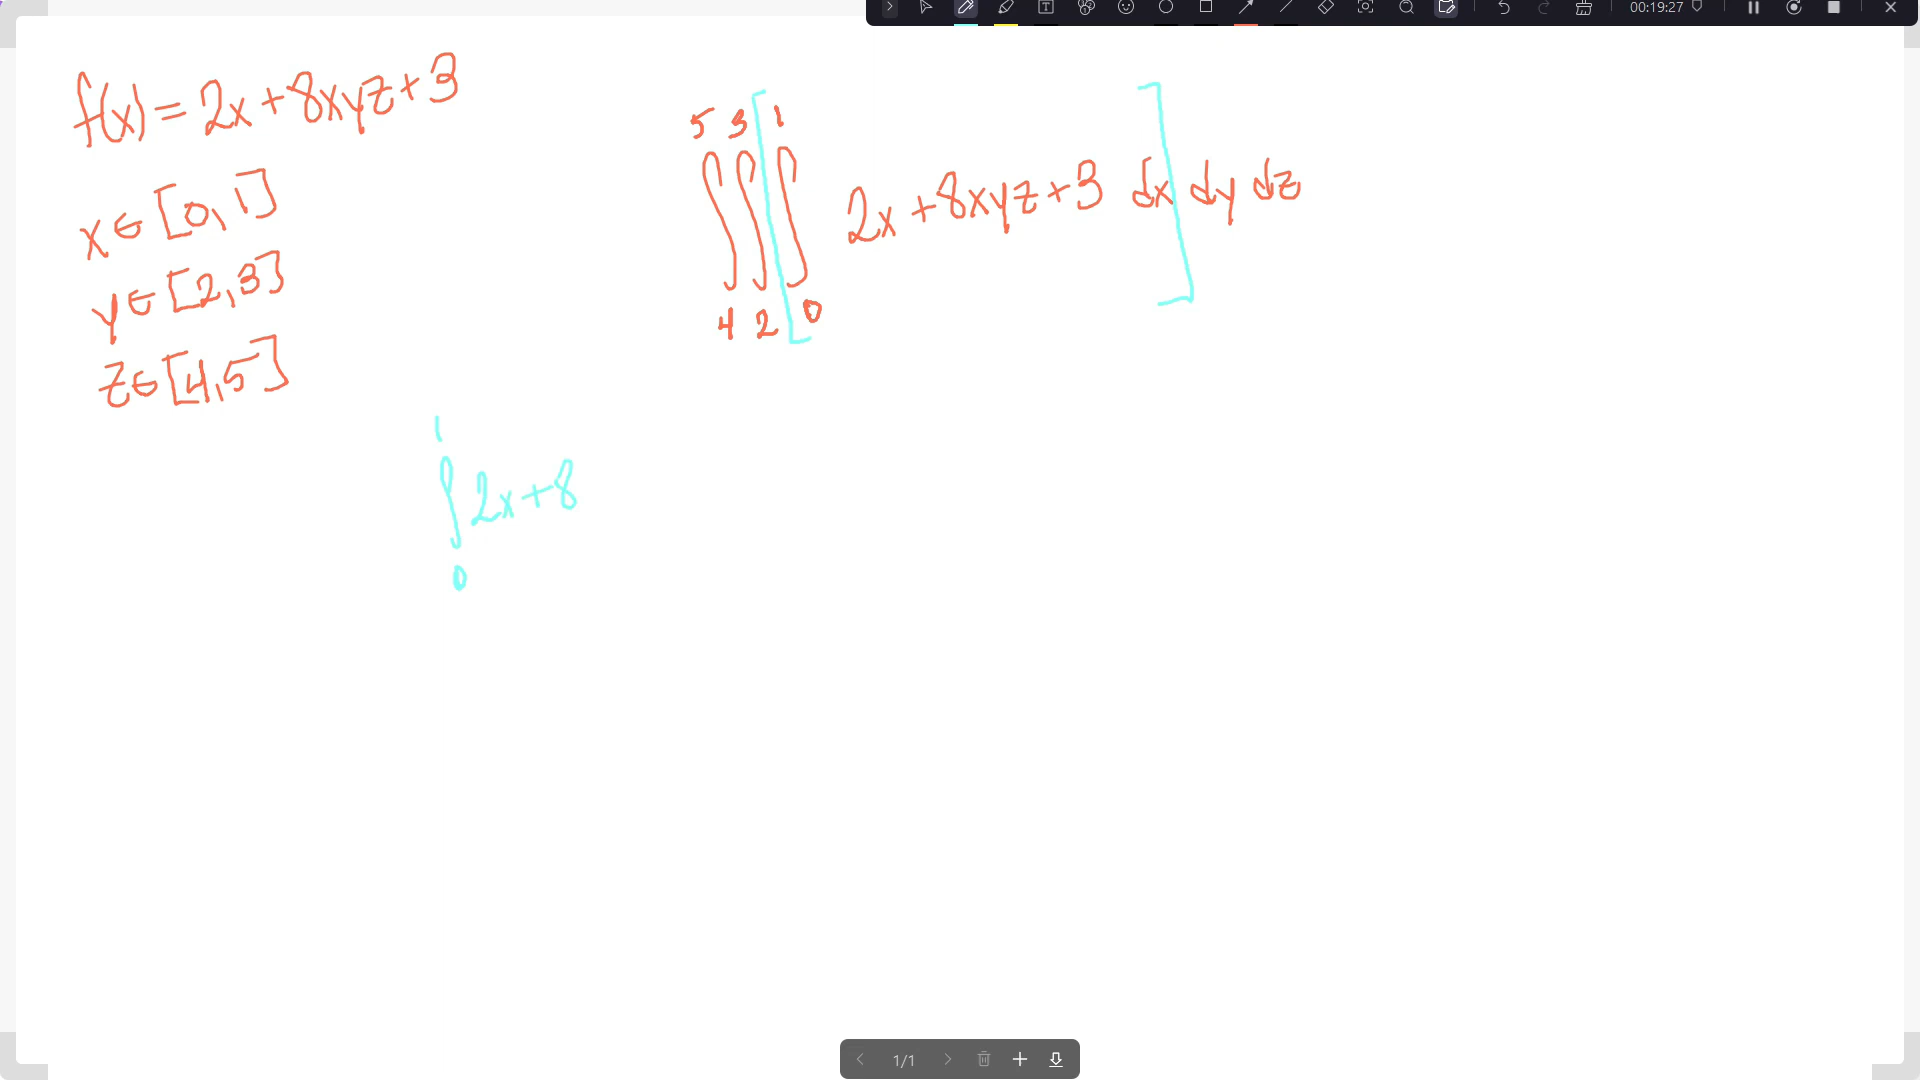 00:19:27
f(x) = 2x + 8xyz + 3
x ∈ [0, 1]
y ∈ [2, 3]
z ∈ [4, 5]
5 3 1
∫∫∫ 2x + 8xyz + 3 dx dy dz
4 2 0
1
∫ 2x + 8
0
1/1